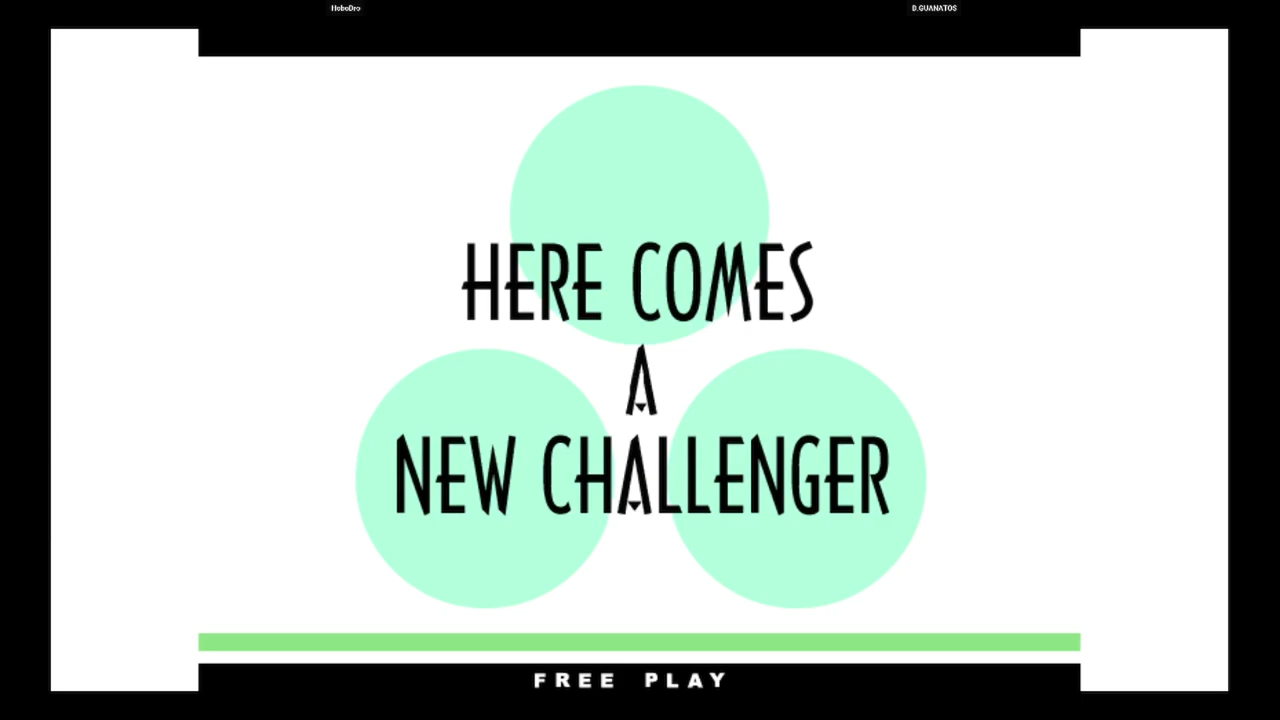 HoboDro
D.GUANATOS
HERE COMES
A
NEW CHALLENGER
FREE PLAY